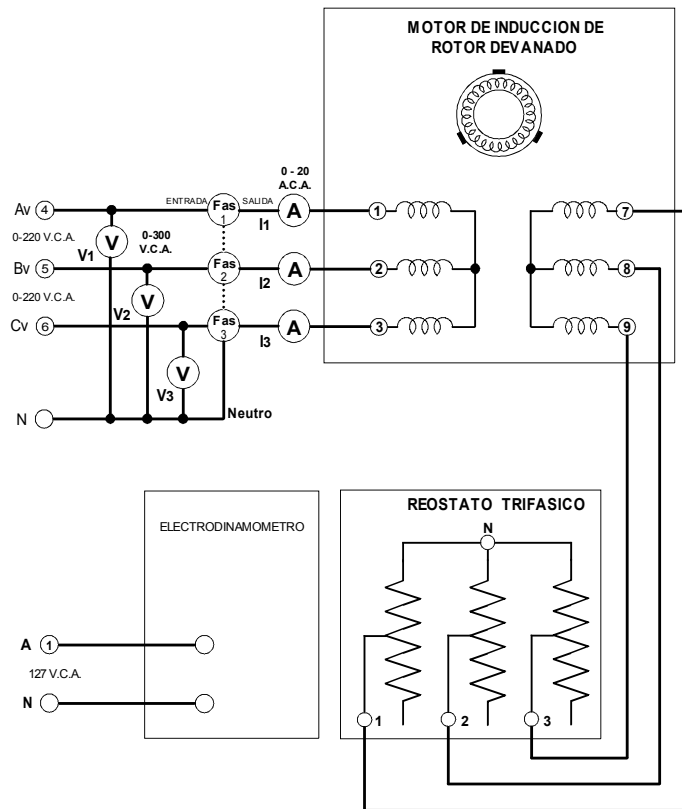 MOTOR DE INDUCCION DE
ROTOR DEVANADO
0 - 20
A.C.A.
Av 4 ENTRADA Fas 1 SALIDA I1 A 1 7
0-220 V.C.A. V V1 0-300 V.C.A.
Bv 5 Fas 2 I2 A 2 8
0-220 V.C.A. V V2
Cv 6 Fas 3 I3 A 3 9
V V3
N Neutro
ELECTRODINAMOMETRO
REOSTATO TRIFASICO
N
A 1
127 V.C.A.
N
1 2 3